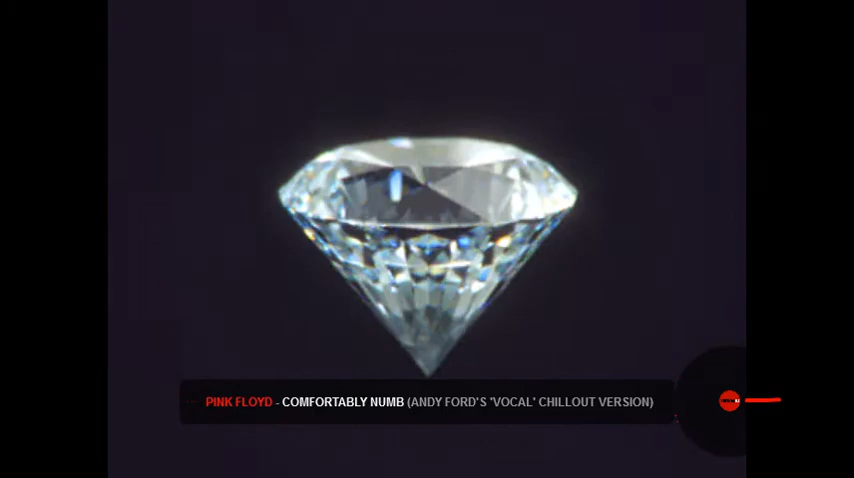 PINK FLOYD - COMFORTABLY NUMB (ANDY FORD'S 'VOCAL' CHILLOUT VERSION)